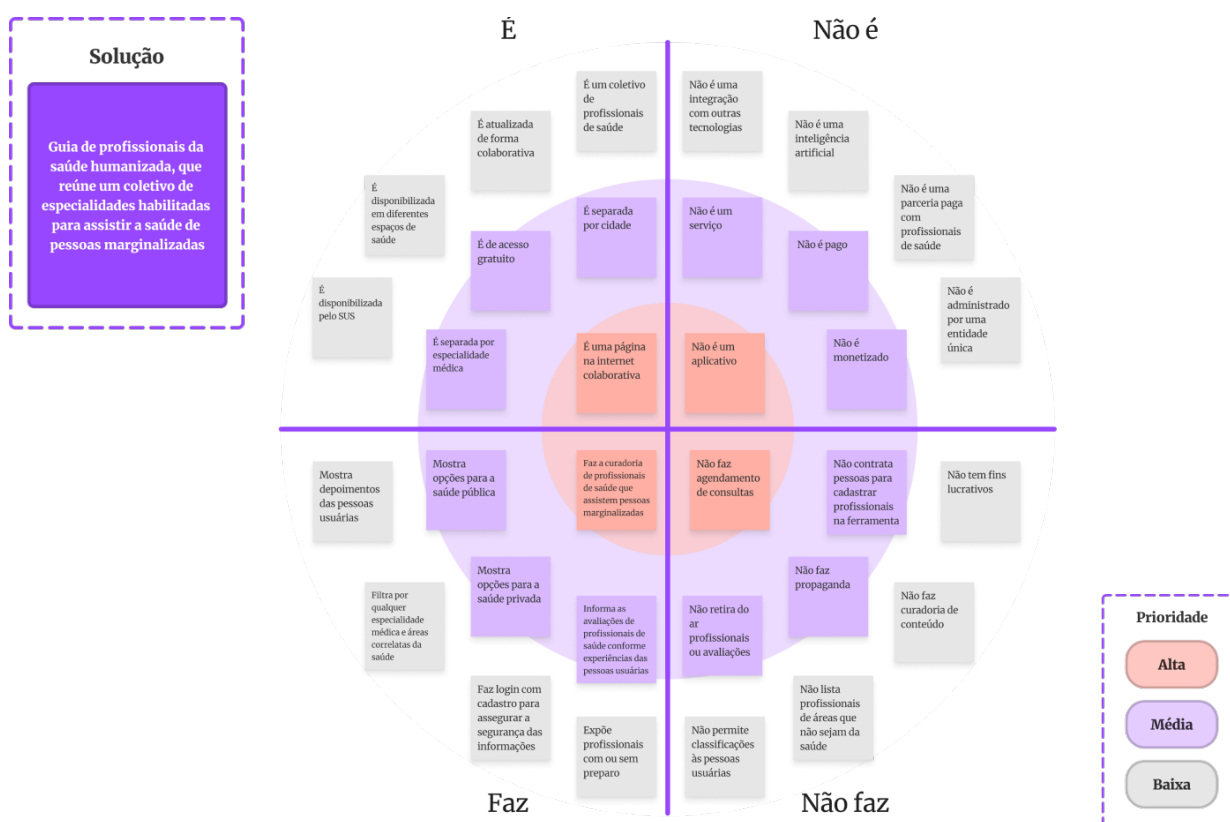 Solução
Guia de profissionais da
saúde humanizada, que
reúne um coletivo de
especialidades habilitadas
para assistir a saúde de
pessoas marginalizadas
É
É um coletivo
de
profissionais
de saúde
É atualizada
de forma
colaborativa
É
disponibilizada
em diferentes
espaços de
saúde
É
disponibilizada
pelo SUS
É separada
por cidade
É de acesso
gratuito
É separada por
especialidade
médica
É uma página
na internet
colaborativa
Não é
Não é uma
integração
com outras
tecnologias
Não é uma
inteligência
artificial
Não é uma
parceria paga
com
profissionais
de saúde
Não é
administrado
por uma
entidade
única
Não é um
serviço
Não é pago
Não é
monetizado
Não é um
aplicativo
Mostra
depoimentos
das pessoas
usuárias
Mostra
opções para a
saúde pública
Faz a curadoria
de profissionais
de saúde que
assistem pessoas
marginalizadas
Mostra
opções para a
saúde privada
Filtra por
qualquer
especialidade
médica e áreas
correlatas da
saúde
Informa as
avaliações de
profissionais de
saúde conforme
experiências das
pessoas usuárias
Faz login com
cadastro para
assegurar a
segurança das
informações
Expõe
profissionais
com ou sem
preparo
Faz
Não faz
agendamento
de consultas
Não contrata
pessoas para
cadastrar
profissionais
na ferramenta
Não tem fins
lucrativos
Não faz
propaganda
Não retira do
ar
profissionais
ou avaliações
Não faz
curadoria de
conteúdo
Não lista
profissionais
de áreas que
não sejam da
saúde
Não permite
classificações
às pessoas
usuárias
Não faz
Prioridade
Alta
Média
Baixa